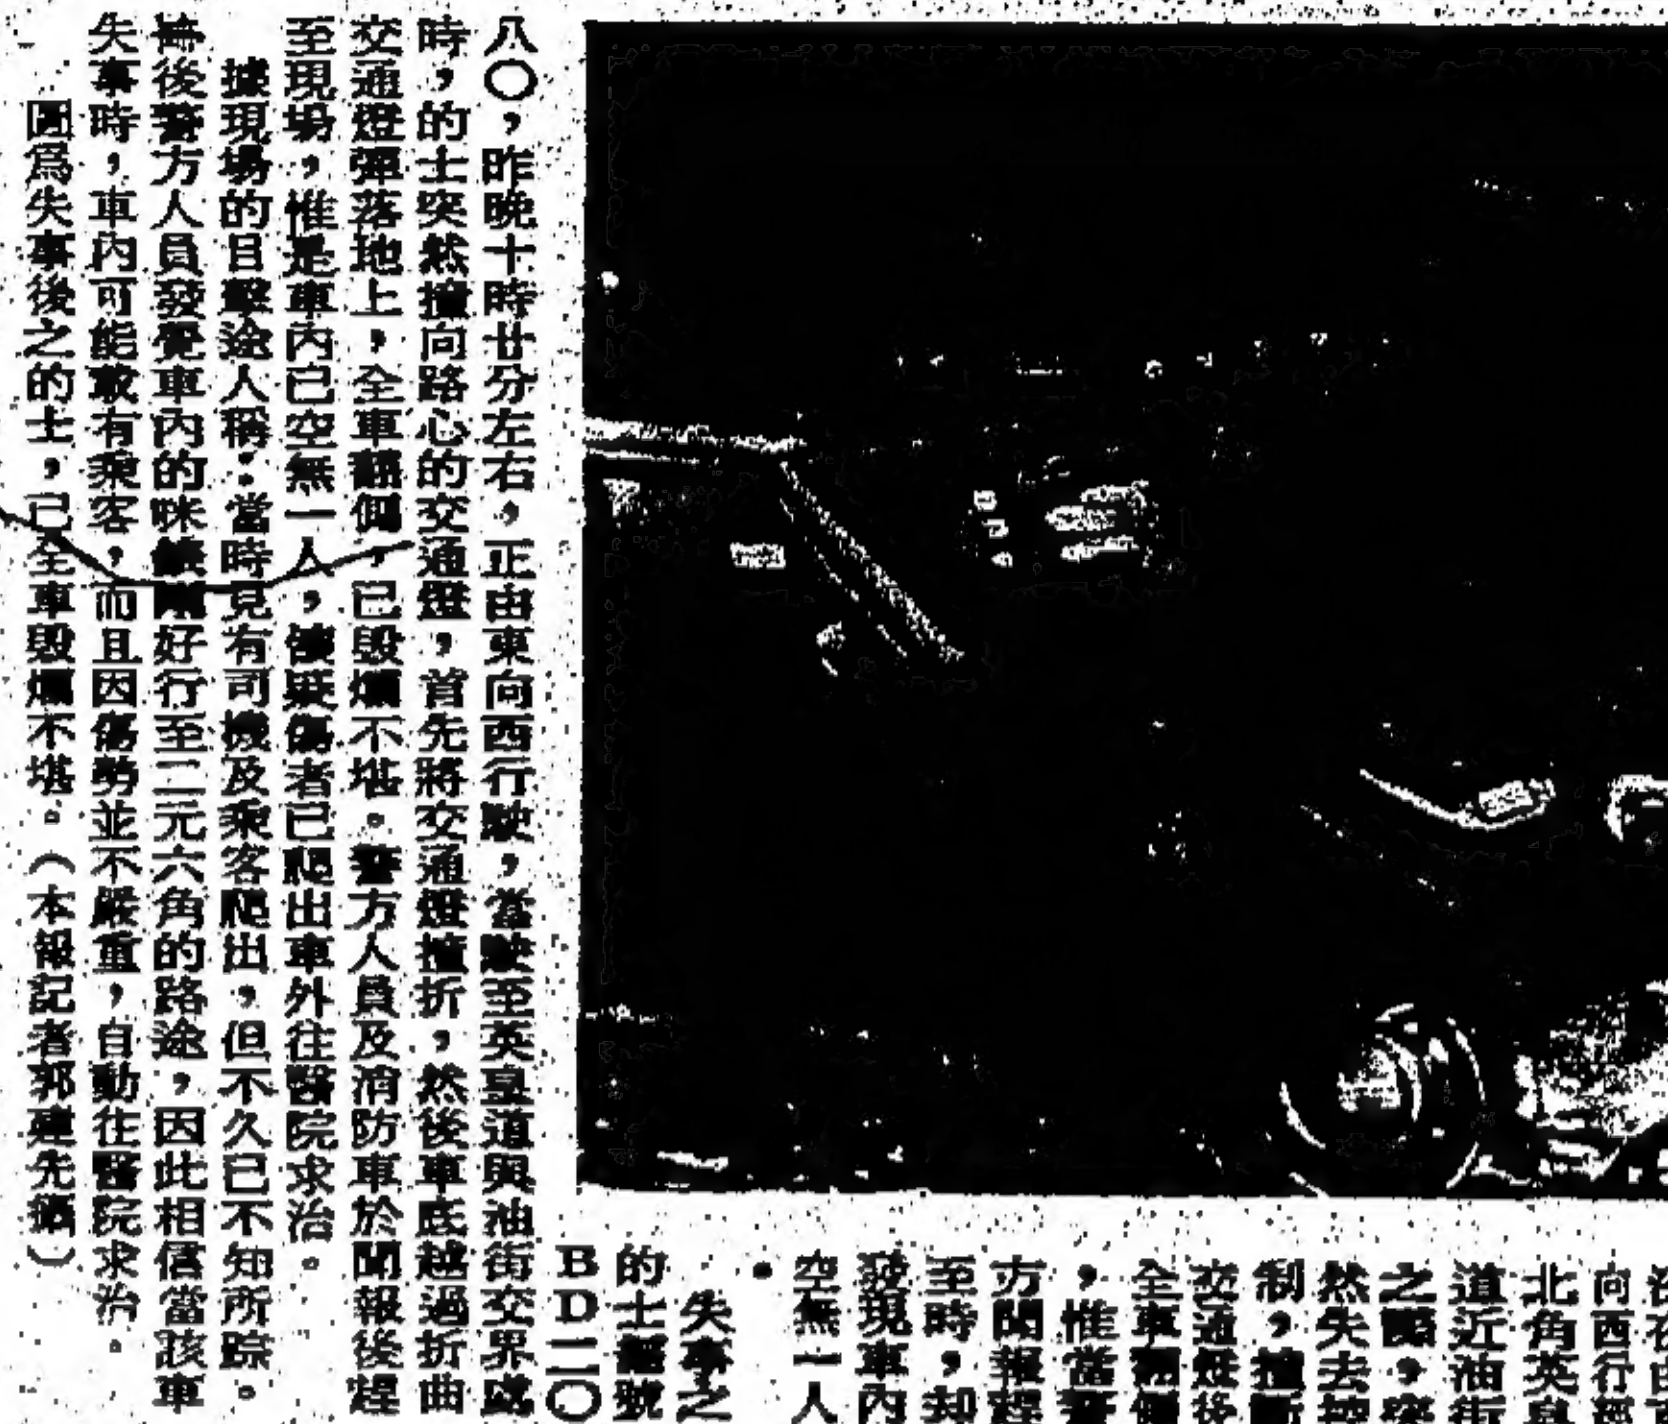 向西行
北角英皇
道近油街
之際，突
然失去控
制，撞斷
交通燈後
全車翻側
，惟當警
方聞報趕
至時，却
發現車內
空無一人
。
失事之
的士車號
BD二二〇
八〇，昨晚十時廿分左右，正由東向西行駛，當駛至英皇道與油街交界處
時，的士突然撞向路心的交通燈，首先將交通燈撞折，然後車底越過折曲
交通燈彈落地上，全車翻側，已毀爛不堪。警方人員及消防車於聞報後趕
至現場，惟是車內已空無一人，懷疑傷者已爬出車外往醫院求治。
據現場的目擊途人稱：當時見有司機及乘客爬出，但不久已不知所踪。
後警方人員發覺車內的咪錶剛好行至二元六角的路途，因此相信當該車
失事時，車內可能載有乘客，而且因傷勢並不嚴重，自動往醫院求治。
圖為失事後之的士，已全車毀爛不堪。（本報記者郭建先攝）